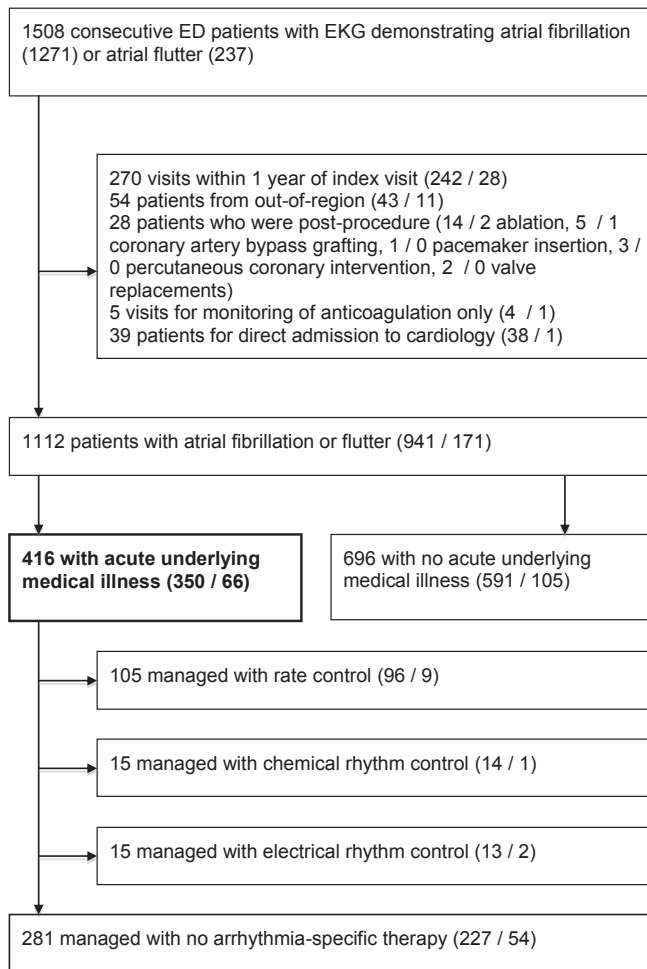 1508 consecutive ED patients with EKG demonstrating atrial fibrillation
(1271) or atrial flutter (237)
270 visits within 1 year of index visit (242 / 28)
54 patients from out-of-region (43 / 11)
28 patients who were post-procedure (14 / 2 ablation, 5 / 1
coronary artery bypass grafting, 1 / 0 pacemaker insertion, 3 /
0 percutaneous coronary intervention, 2 / 0 valve
replacements)
5 visits for monitoring of anticoagulation only (4 / 1)
39 patients for direct admission to cardiology (38 / 1)
1112 patients with atrial fibrillation or flutter (941 / 171)
416 with acute underlying
medical illness (350 / 66)
696 with no acute underlying
medical illness (591 / 105)
105 managed with rate control (96 / 9)
15 managed with chemical rhythm control (14 / 1)
15 managed with electrical rhythm control (13 / 2)
281 managed with no arrhythmia-specific therapy (227 / 54)